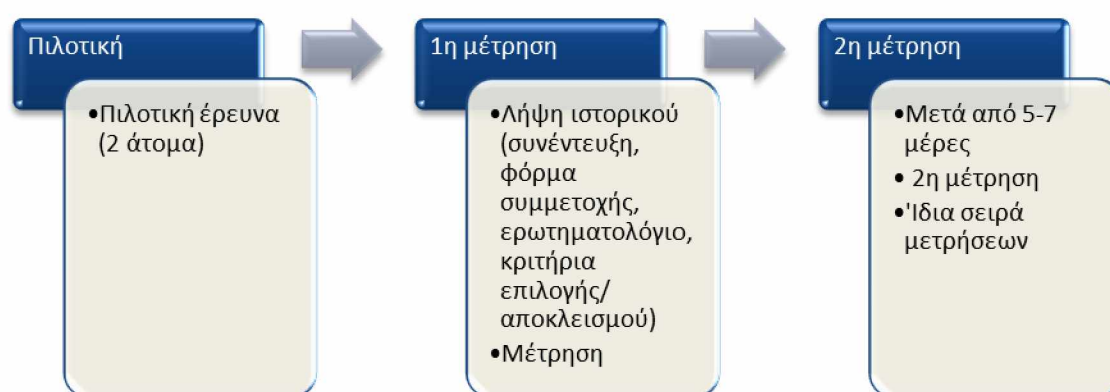 Πιλοτική
•Πιλοτική έρευνα
(2 άτομα)
1η μέτρηση
•Λήψη ιστορικού
(συνέντευξη,
φόρμα
συμμετοχής,
ερωτηματολόγιο,
κριτήρια
επιλογής/
αποκλεισμού)
•Μέτρηση
2η μέτρηση
•Μετά από 5-7
μέρες
• 2η μέτρηση
•'Ιδια σειρά
μετρήσεων